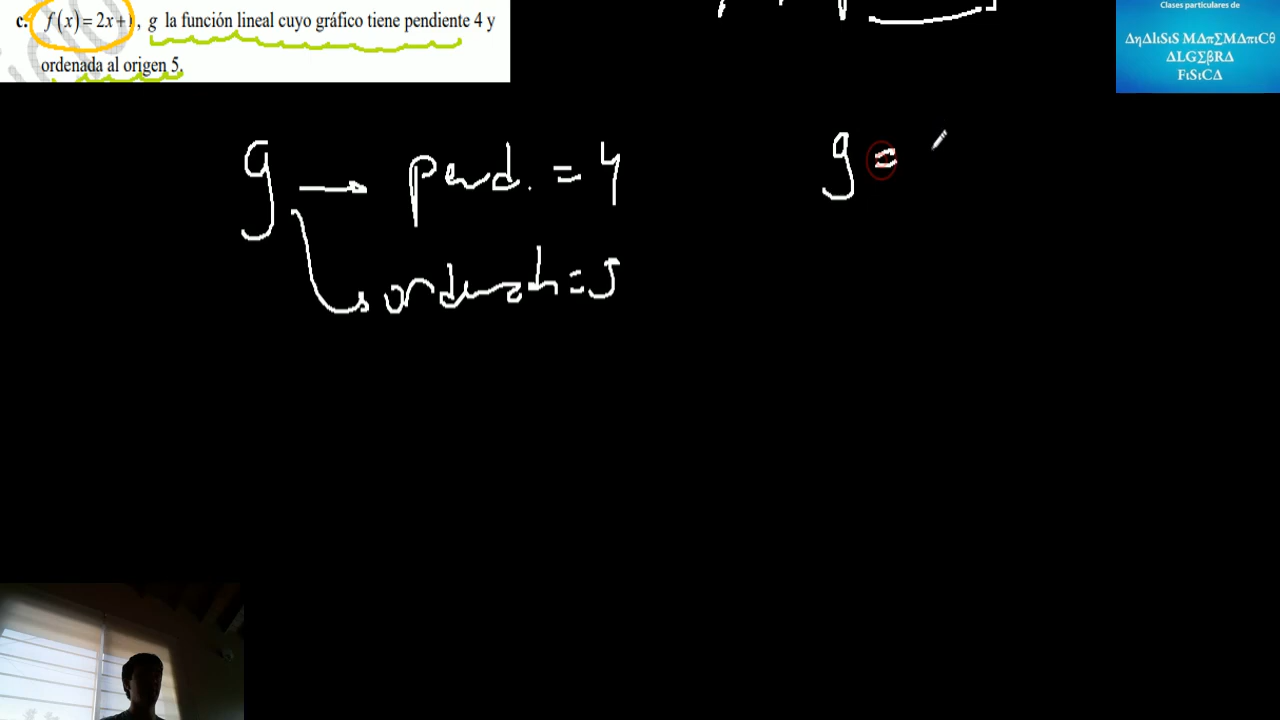 c. f(x)=2x+1, g la función lineal cuyo gráfico tiene pendiente 4 y
ordenada al origen 5.
Clases particulares de
ΔηΔlιSιS MΔπΣMΔπιCθ
ΔLGΣβRΔ
FιSιCΔ
g → pend. = 4
ordenada = 5
g =